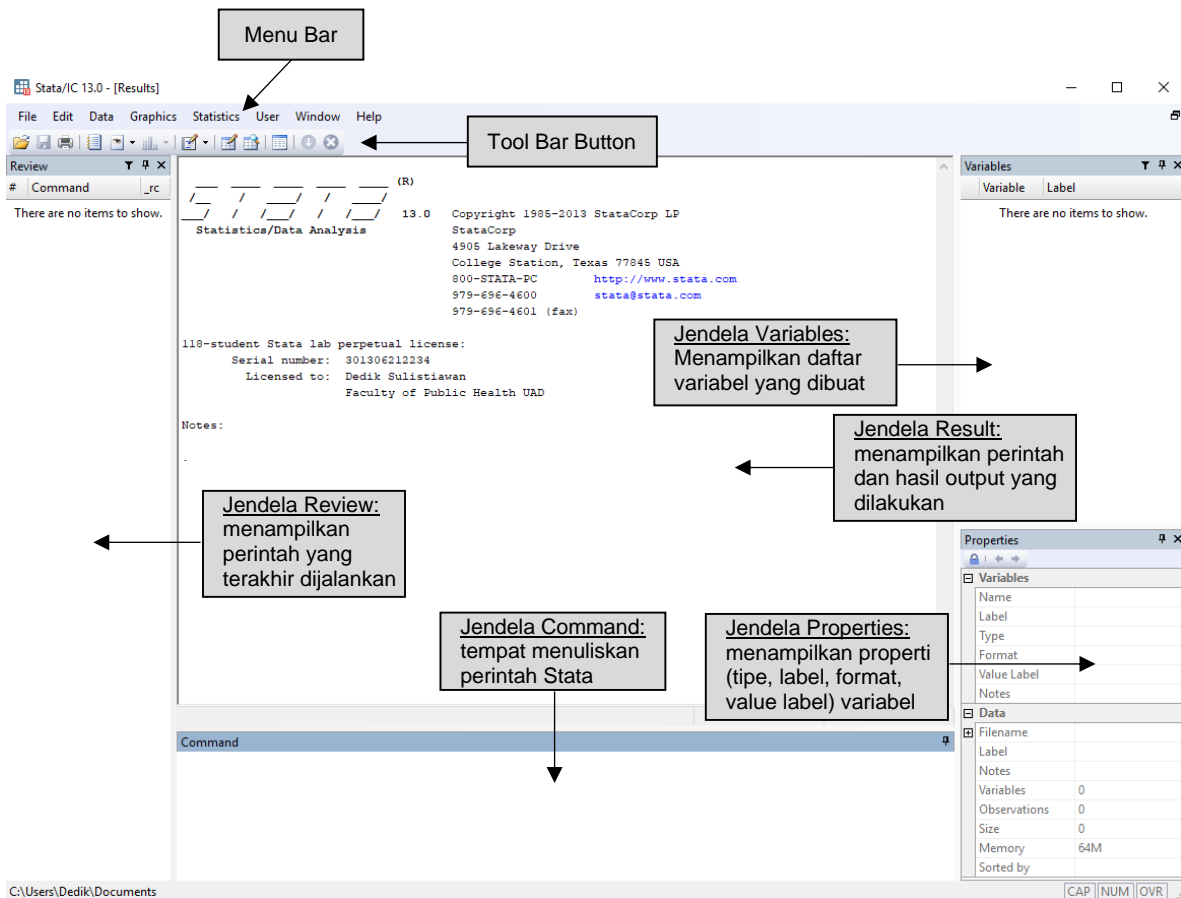 Menu Bar
Stata/IC 13.0 - [Results]
File Edit Data Graphics Statistics User Window Help
Tool Bar Button
Review
# Command _rc
There are no items to show.
(R)
STATA 13.0 Copyright 1985-2013 StataCorp LP
Statistics/Data Analysis StataCorp
4905 Lakeway Drive
College Station, Texas 77845 USA
800-STATA-PC http://www.stata.com
979-696-4600 stata@stata.com
979-696-4601 (fax)
118-student Stata lab perpetual license:
Serial number: 301306212234
Licensed to: Dedik Sulistiawan
Faculty of Public Health UAD
Notes:
.
Variables
Variable Label
There are no items to show.
Jendela Variables:
Menampilkan daftar
variabel yang dibuat
Jendela Result:
menampilkan perintah
dan hasil output yang
dilakukan
Jendela Review:
menampilkan
perintah yang
terakhir dijalankan
Jendela Command:
tempat menuliskan
perintah Stata
Jendela Properties:
menampilkan properti
(tipe, label, format,
value label) variabel
Properties
Variables
Name
Label
Type
Format
Value Label
Notes
Data
Filename
Label
Notes
Variables 0
Observations 0
Size 0
Memory 64M
Sorted by
Command
C:\Users\Dedik\Documents
CAP NUM OVR